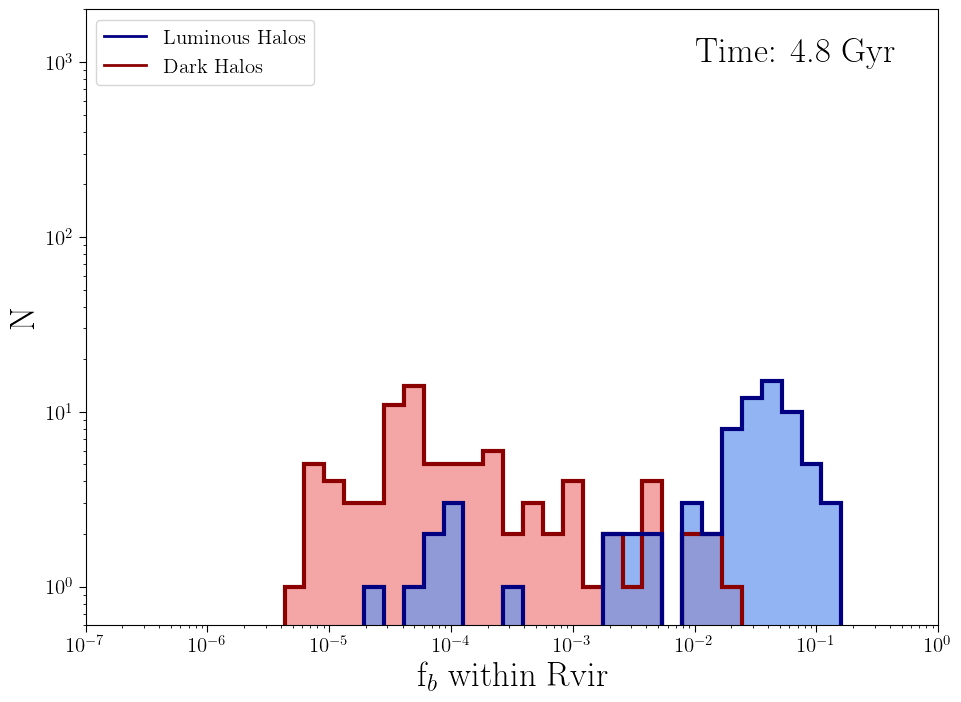 Luminous Halos
Dark Halos
Time: 4.8 Gyr
N
10³
10²
10¹
10⁰
10⁻⁷
10⁻⁶
10⁻⁵
10⁻⁴
10⁻³
10⁻²
10⁻¹
10⁰
f_b within Rvir